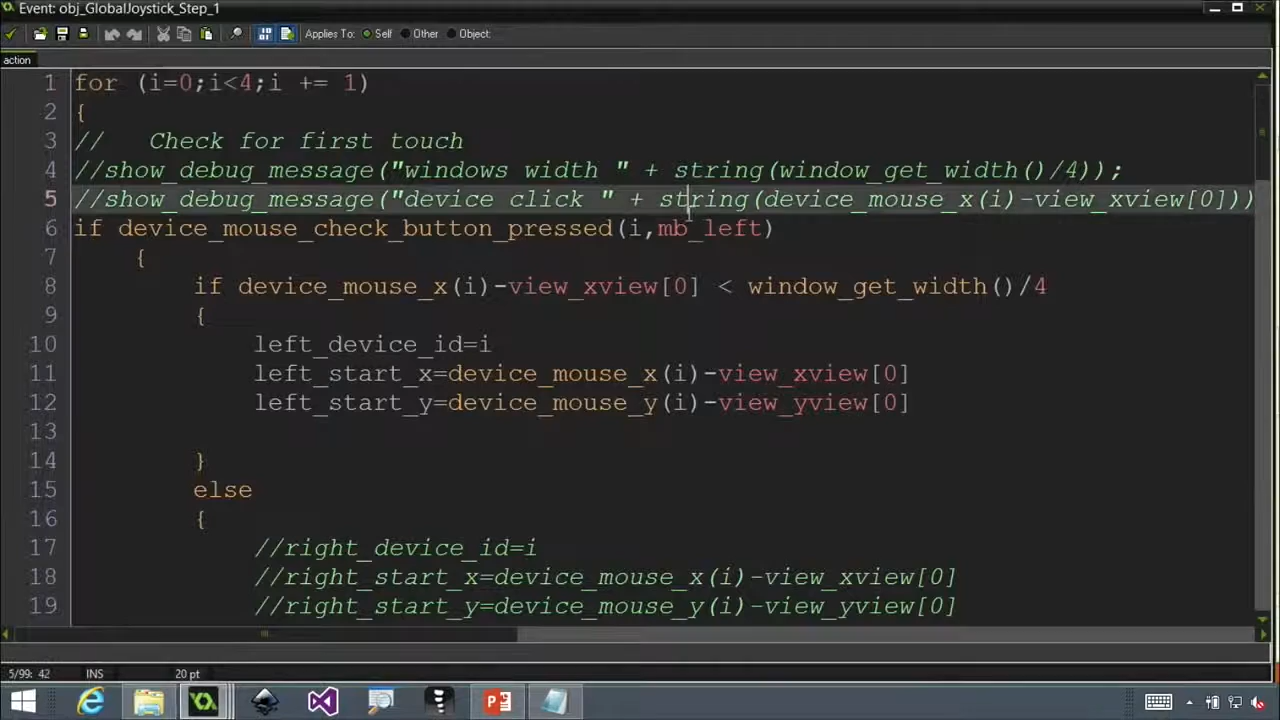 Event: obj_GlobalJoystick_Step_1
Applies To: Self Other Object:
action
1 for (i=0;i<4;i += 1)
2 {
3 //   Check for first touch
4 //show_debug_message("windows width " + string(window_get_width()/4));
5 //show_debug_message("device click " + string(device_mouse_x(i)-view_xview[0]))
6 if device_mouse_check_button_pressed(i,mb_left)
7     {
8         if device_mouse_x(i)-view_xview[0] < window_get_width()/4
9         {
10             left_device_id=i
11             left_start_x=device_mouse_x(i)-view_xview[0]
12             left_start_y=device_mouse_y(i)-view_yview[0]
13
14         }
15         else
16         {
17             //right_device_id=i
18             //right_start_x=device_mouse_x(i)-view_xview[0]
19             //right_start_y=device_mouse_y(i)-view_yview[0]
5/99: 42 INS 20 pt